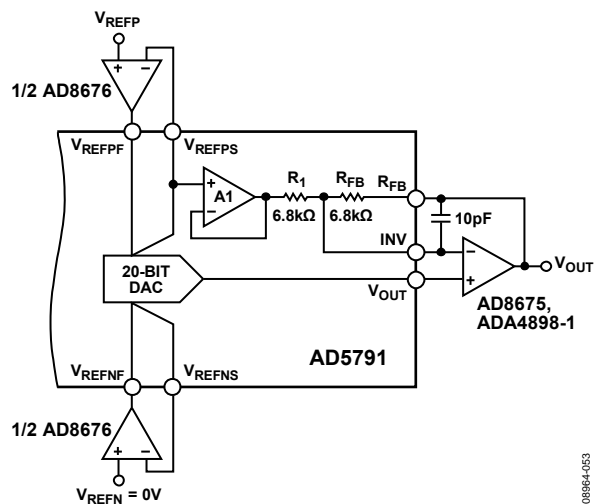 VREFP
+ −
1/2 AD8676
VREFPF
VREFPS
A1
+
−
R1
6.8kΩ
RFB
6.8kΩ
RFB
10pF
INV
20-BIT
DAC
VOUT
−
+
VOUT
AD8675,
ADA4898-1
AD5791
VREFNF
VREFNS
1/2 AD8676
+ −
VREFN = 0V
08964-053